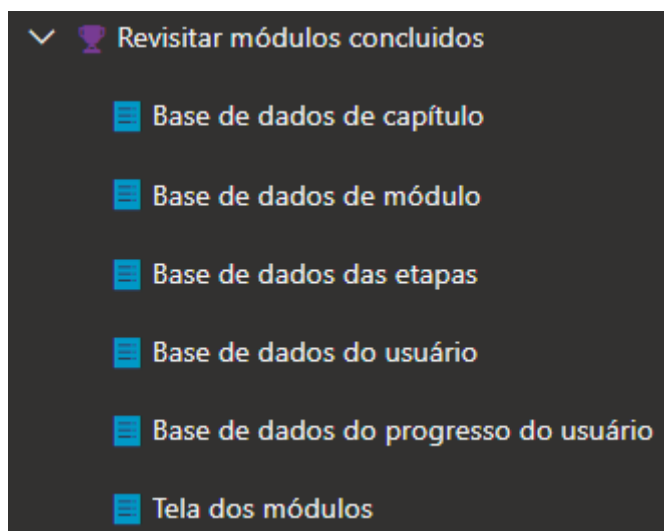 Revisitar módulos concluidos
Base de dados de capítulo
Base de dados de módulo
Base de dados das etapas
Base de dados do usuário
Base de dados do progresso do usuário
Tela dos módulos